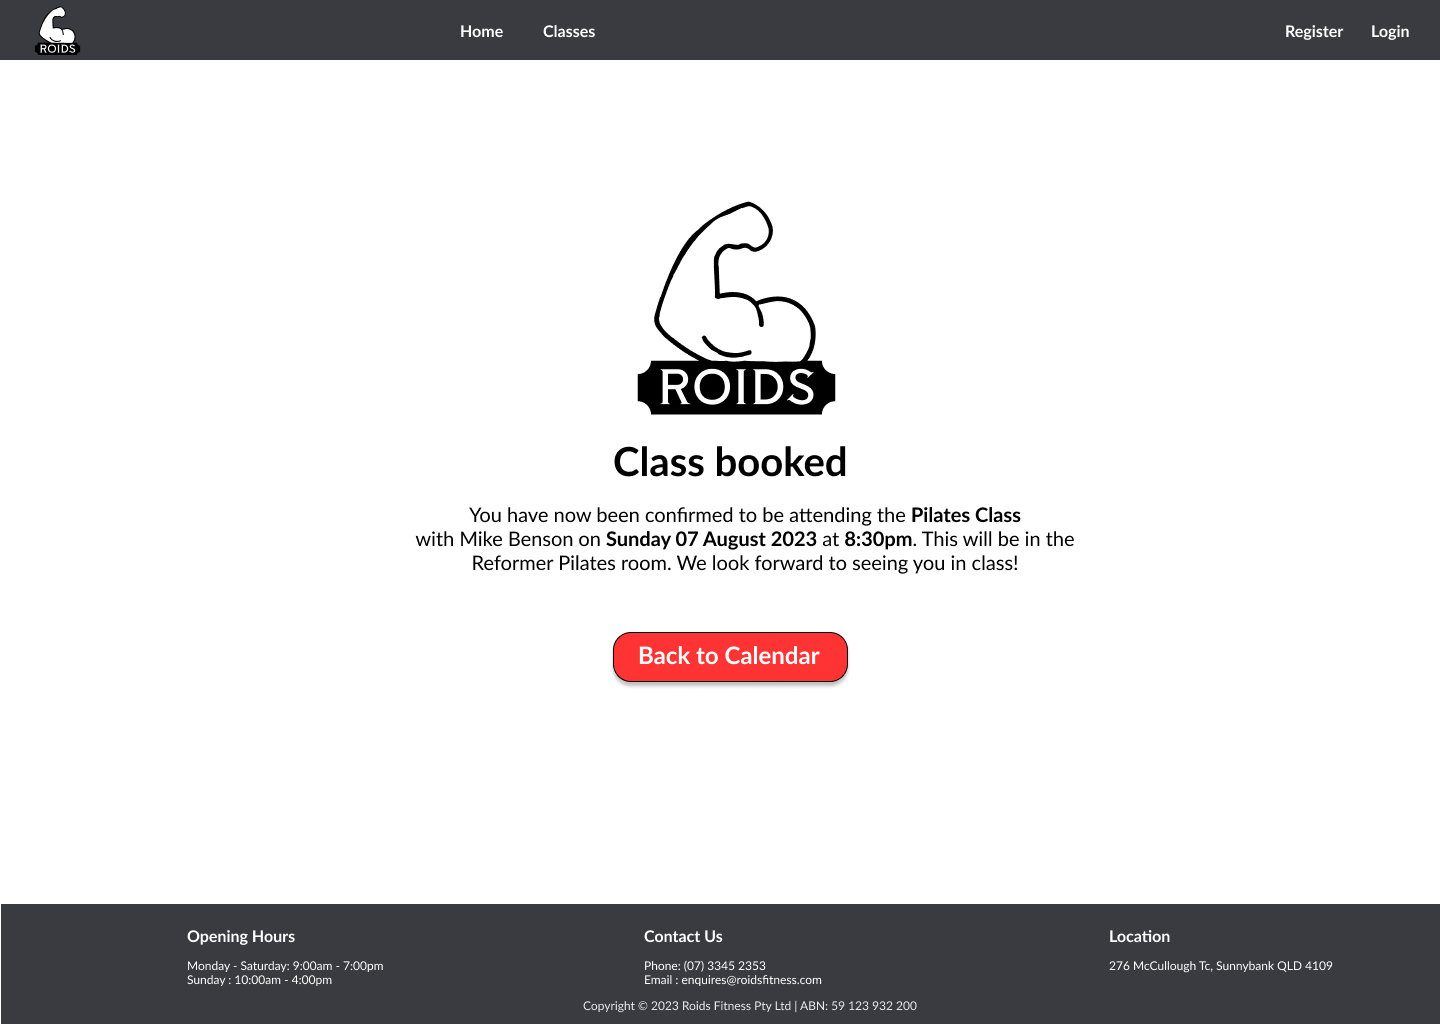 ROIDS
Home
Classes
Register
Login
ROIDS
Class booked
You have now been confirmed to be attending the Pilates Class
with Mike Benson on Sunday 07 August 2023 at 8:30pm. This will be in the
Reformer Pilates room. We look forward to seeing you in class!
Back to Calendar
Opening Hours
Monday - Saturday: 9:00am - 7:00pm
Sunday : 10:00am - 4:00pm
Contact Us
Phone: (07) 3345 2353
Email : enquires@roidsfitness.com
Location
276 McCullough Tc, Sunnybank QLD 4109
Copyright © 2023 Roids Fitness Pty Ltd | ABN: 59 123 932 200